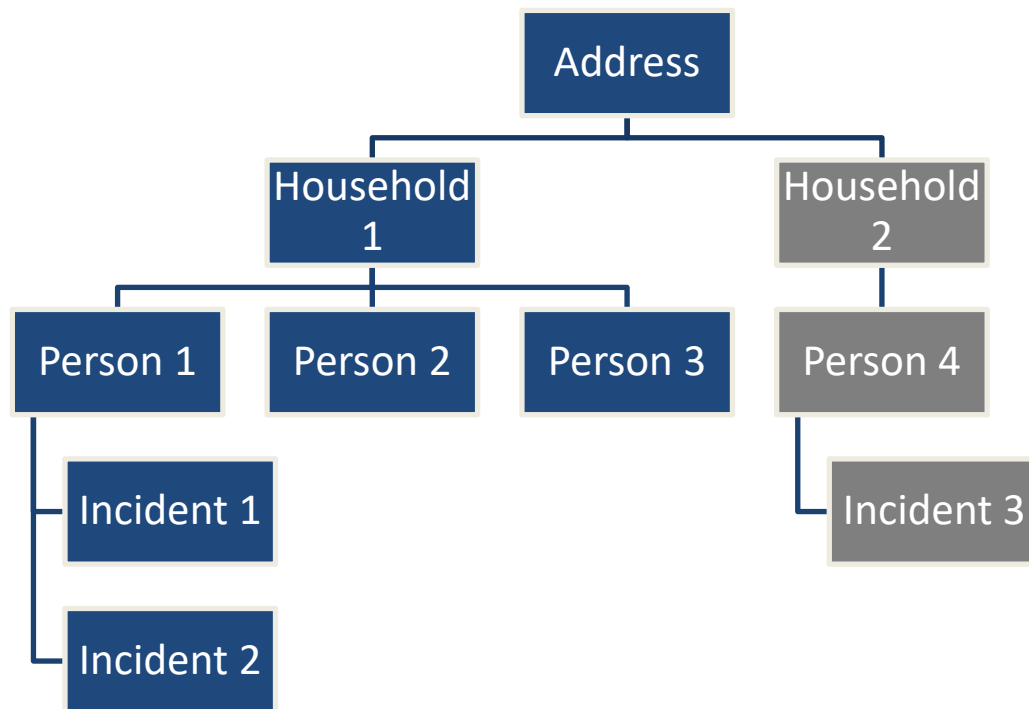 Address
Household
1
Household
2
Person 1
Person 2
Person 3
Person 4
Incident 1
Incident 3
Incident 2